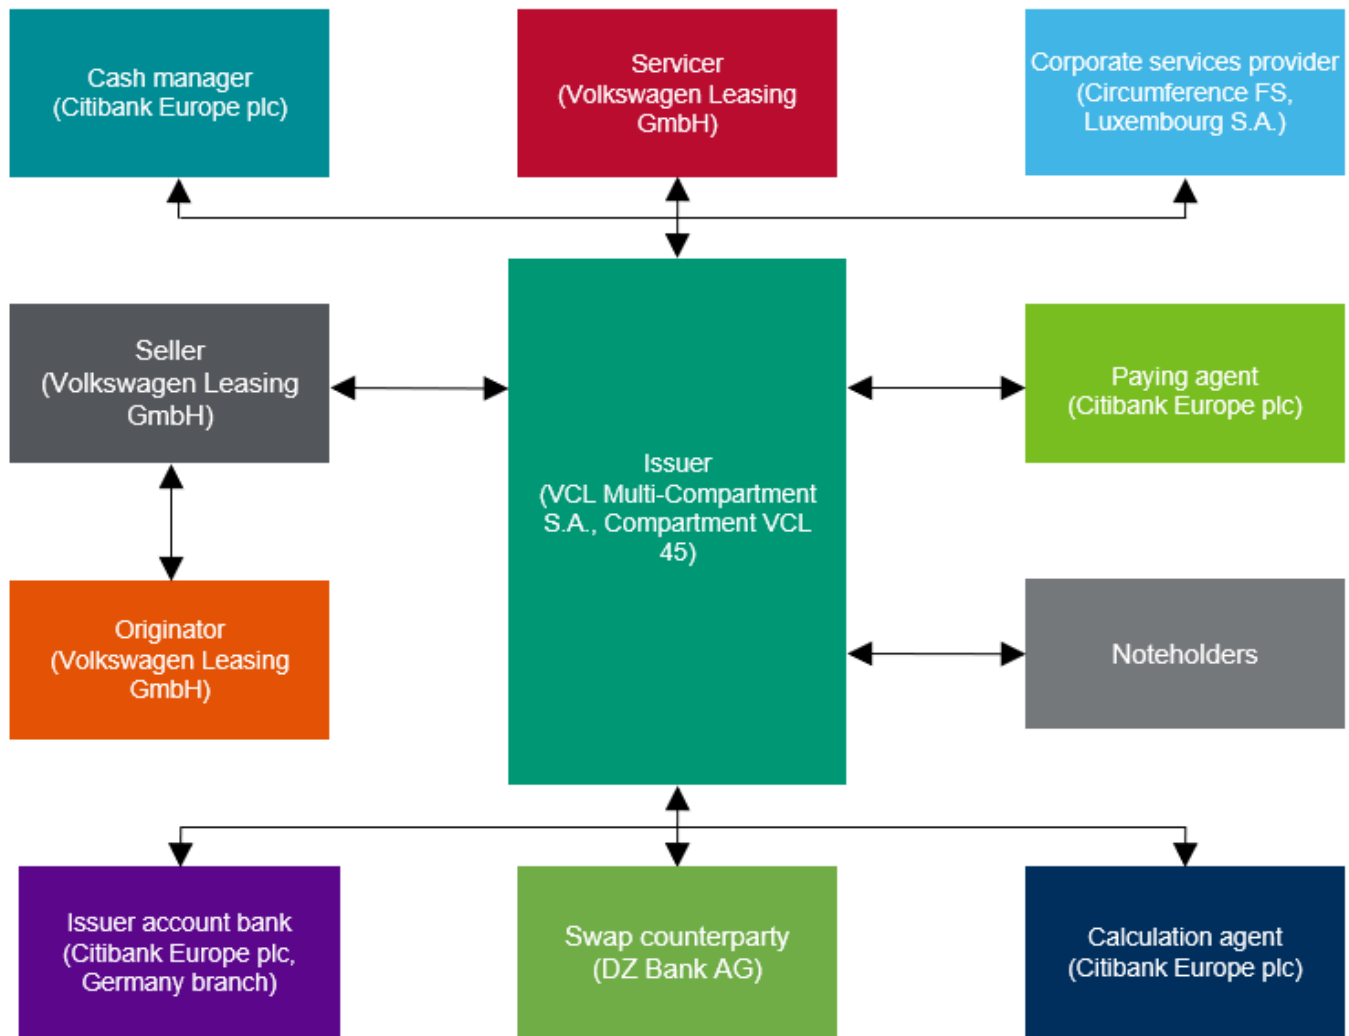 Cash manager
(Citibank Europe plc)
Servicer
(Volkswagen Leasing
GmbH)
Corporate services provider
(Circumference FS,
Luxembourg S.A.)
Seller
(Volkswagen Leasing
GmbH)
Issuer
(VCL Multi-Compartment
S.A., Compartment VCL
45)
Paying agent
(Citibank Europe plc)
Originator
(Volkswagen Leasing
GmbH)
Noteholders
Issuer account bank
(Citibank Europe plc,
Germany branch)
Swap counterparty
(DZ Bank AG)
Calculation agent
(Citibank Europe plc)